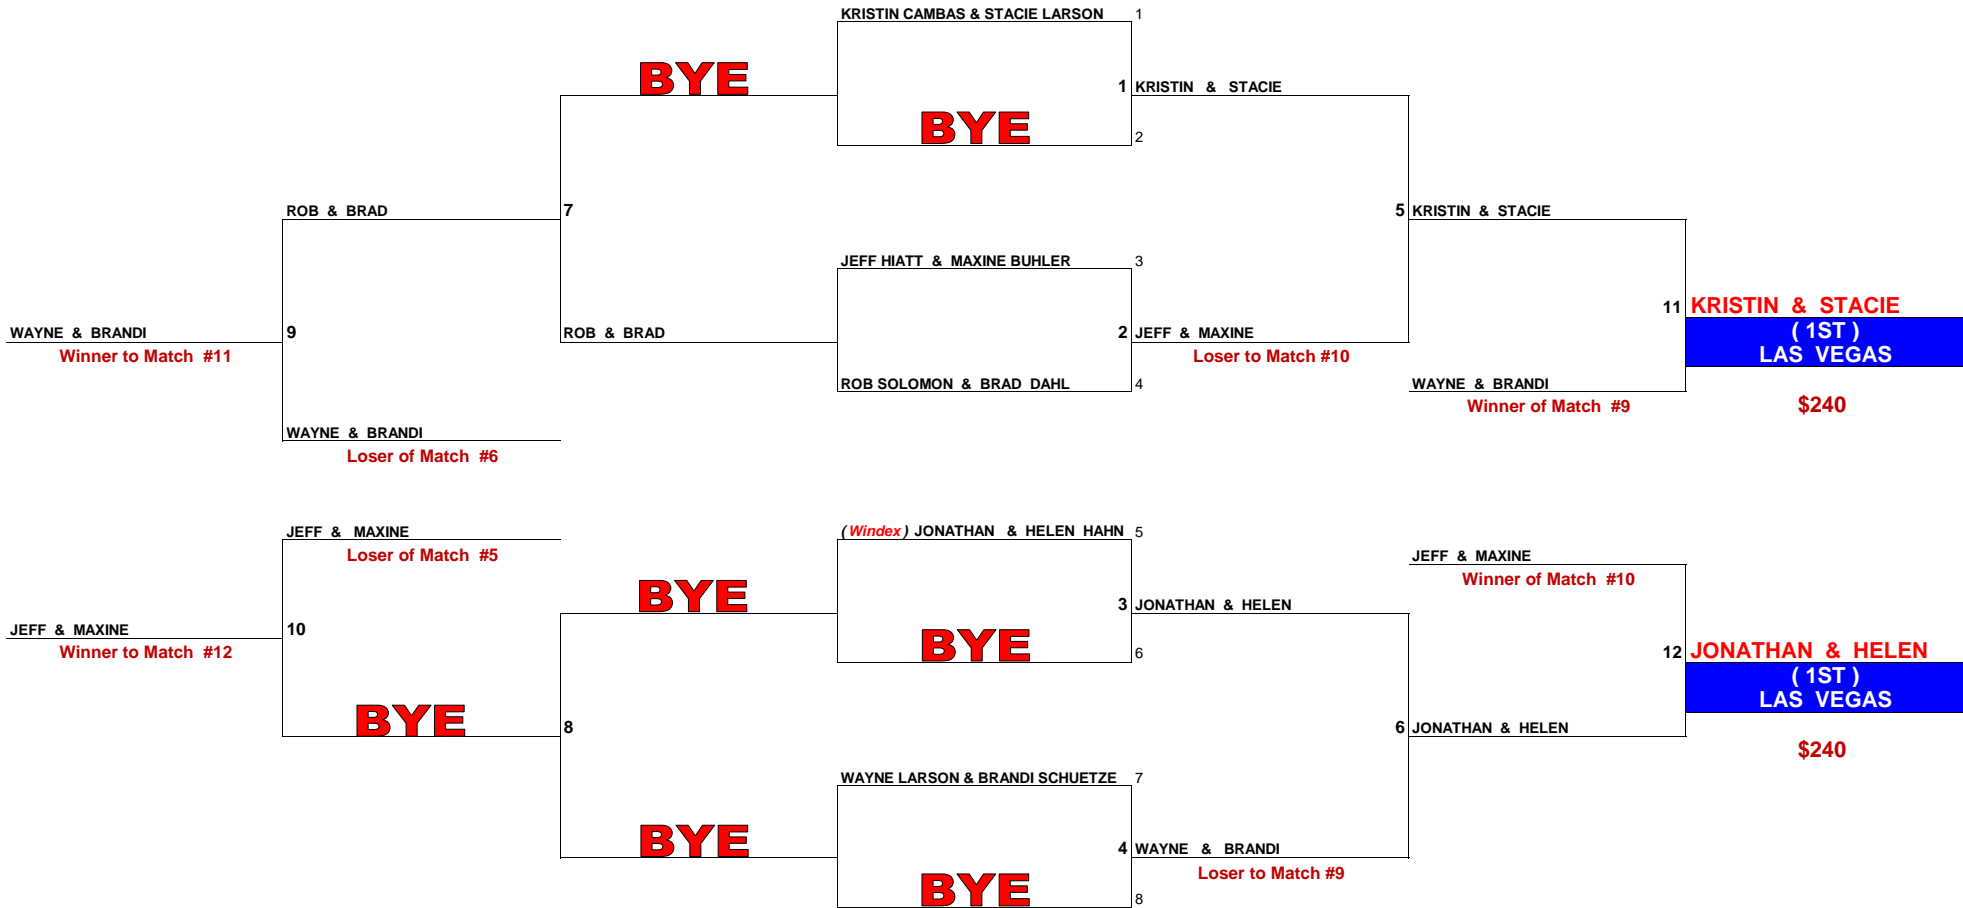 KRISTIN CAMBAS & STACIE LARSON 1
BYE
1 KRISTIN & STACIE
BYE
2
ROB & BRAD 7
5 KRISTIN & STACIE
JEFF HIATT & MAXINE BUHLER 3
11 KRISTIN & STACIE
( 1ST )
LAS VEGAS
WAYNE & BRANDI 9
Winner to Match #11
ROB & BRAD
2 JEFF & MAXINE
Loser to Match #10
ROB SOLOMON & BRAD DAHL 4
WAYNE & BRANDI
Winner of Match #9
$240
WAYNE & BRANDI
Loser of Match #6
JEFF & MAXINE
Loser of Match #5
(Windex) JONATHAN & HELEN HAHN 5
JEFF & MAXINE
Winner of Match #10
BYE
3 JONATHAN & HELEN
JEFF & MAXINE 10
Winner to Match #12
BYE
6
12 JONATHAN & HELEN
( 1ST )
LAS VEGAS
BYE
8
6 JONATHAN & HELEN
$240
WAYNE LARSON & BRANDI SCHUETZE 7
BYE
4 WAYNE & BRANDI
Loser to Match #9
BYE
8